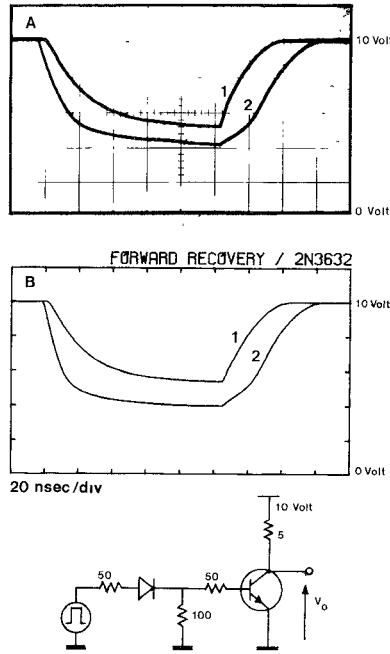 A
10 Volt
1
2
0 Volt
FORWARD RECOVERY / 2N3632
B
10 Volt
1
2
0 Volt
20 nsec/div
10 Volt
5
50
50
100
Vo